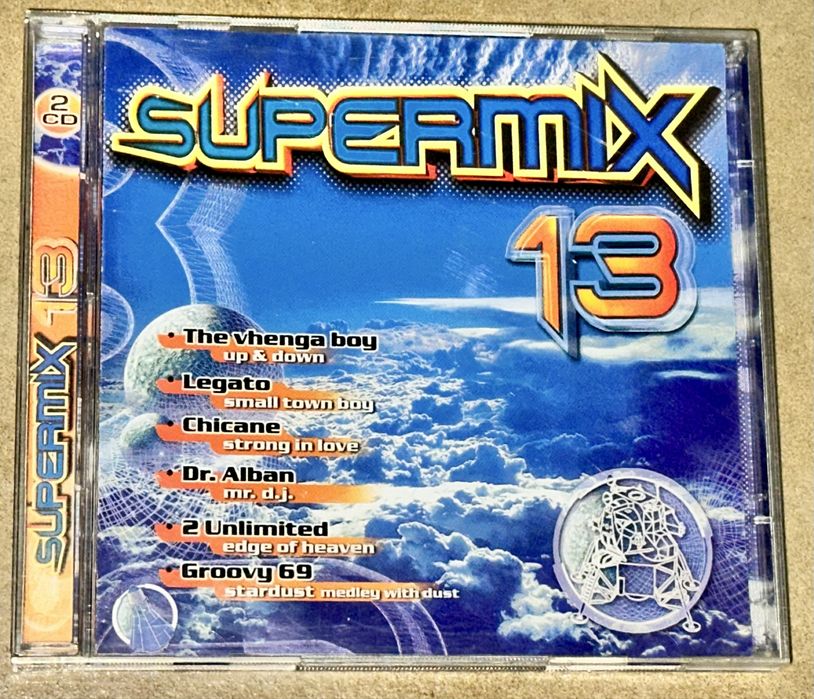 2
CD
SUPERMIX 13
SUPERMIX
13
• The vhenga boy
up & down
• Legato
small town boy
• Chicane
strong in love
• Dr. Alban
mr. d.j.
• 2 Unlimited
edge of heaven
• Groovy 69
stardust medley with dust